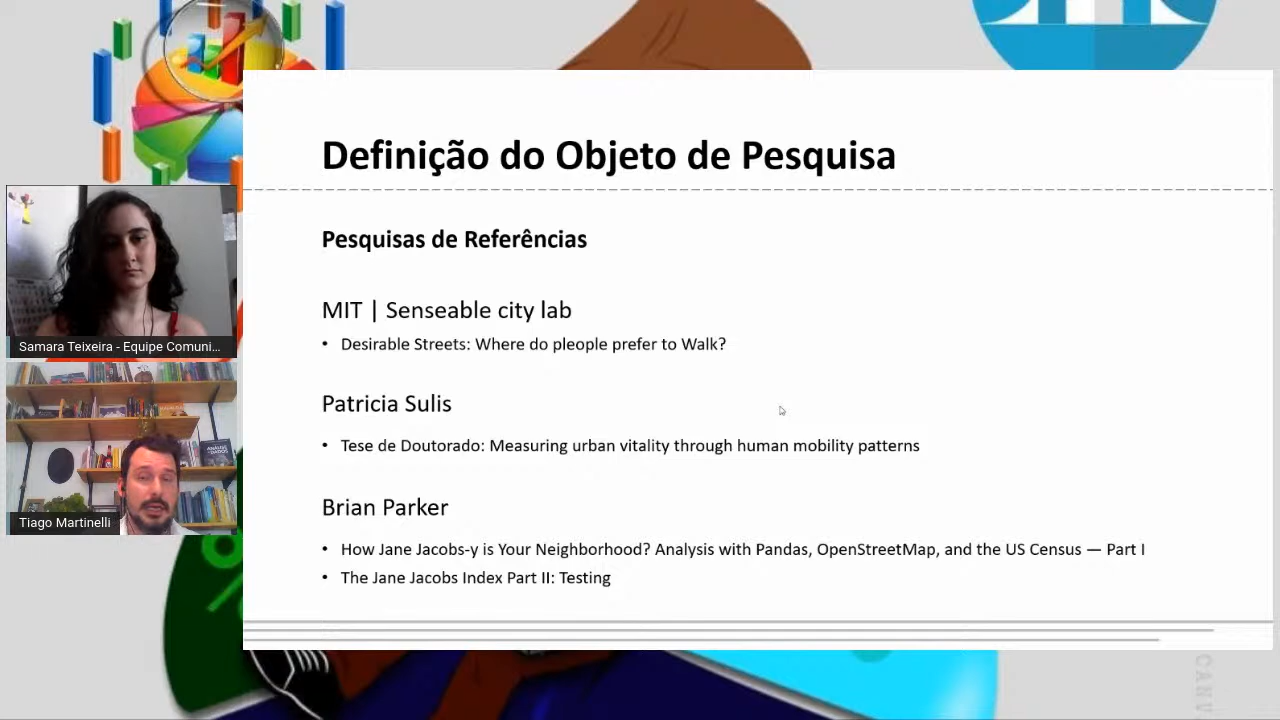 Definição do Objeto de Pesquisa
Pesquisas de Referências
MIT | Senseable city lab
• Desirable Streets: Where do pleople prefer to Walk?
Patricia Sulis
• Tese de Doutorado: Measuring urban vitality through human mobility patterns
Brian Parker
• How Jane Jacobs-y is Your Neighborhood? Analysis with Pandas, OpenStreetMap, and the US Census — Part I
• The Jane Jacobs Index Part II: Testing
Samara Teixeira - Equipe Comuni...
Tiago Martinelli
%
CANV